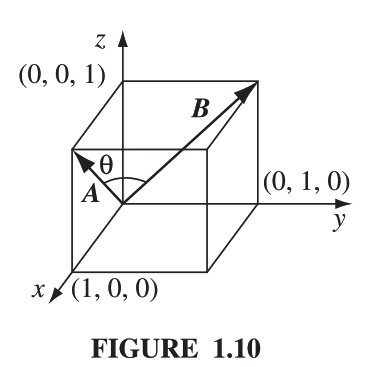 z
(0, 0, 1)
B
θ
A
(0, 1, 0)
y
x
(1, 0, 0)
FIGURE 1.10